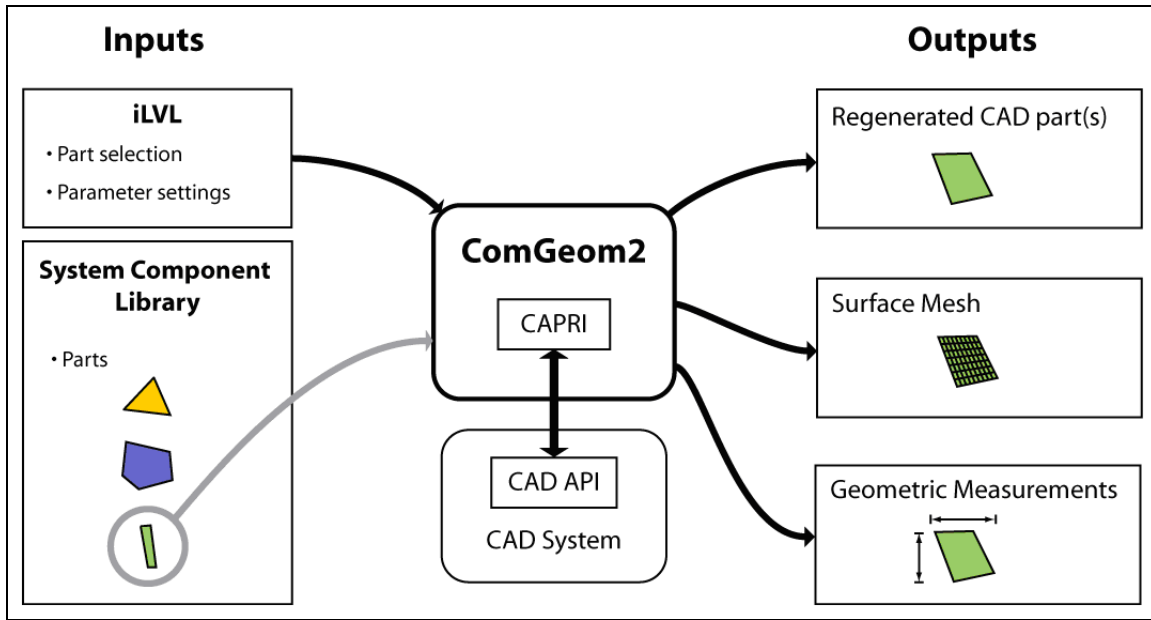 Inputs
iLVL
• Part selection
• Parameter settings
System Component
Library
• Parts
ComGeom2
CAPRI
CAD API
CAD System
Outputs
Regenerated CAD part(s)
Surface Mesh
Geometric Measurements